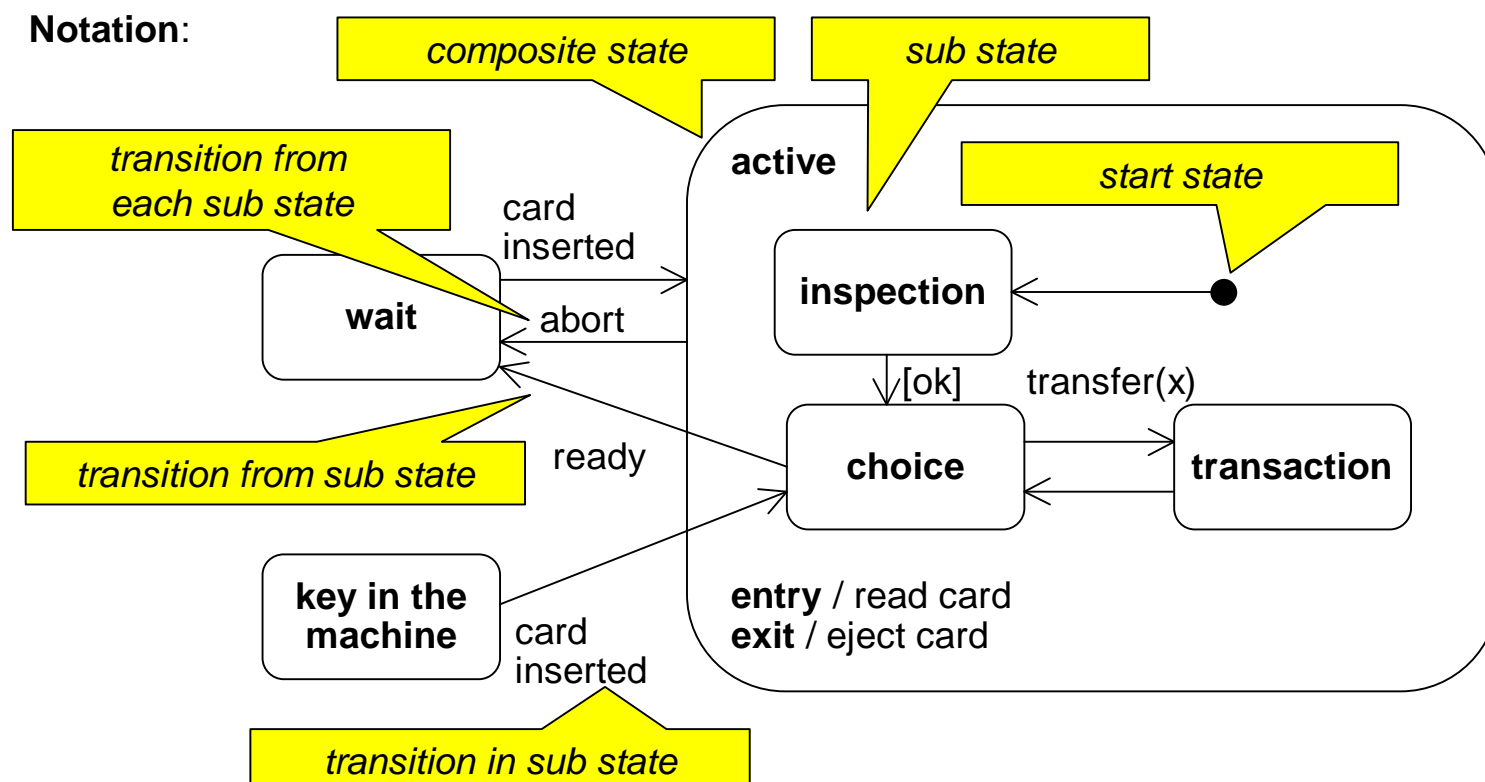 Notation:
composite state
sub state
transition from
each sub state
active
start state
card
inserted
wait
inspection
abort
[ok]
transfer(x)
transition from sub state
ready
choice
transaction
key in the
machine
card
inserted
entry / read card
exit / eject card
transition in sub state